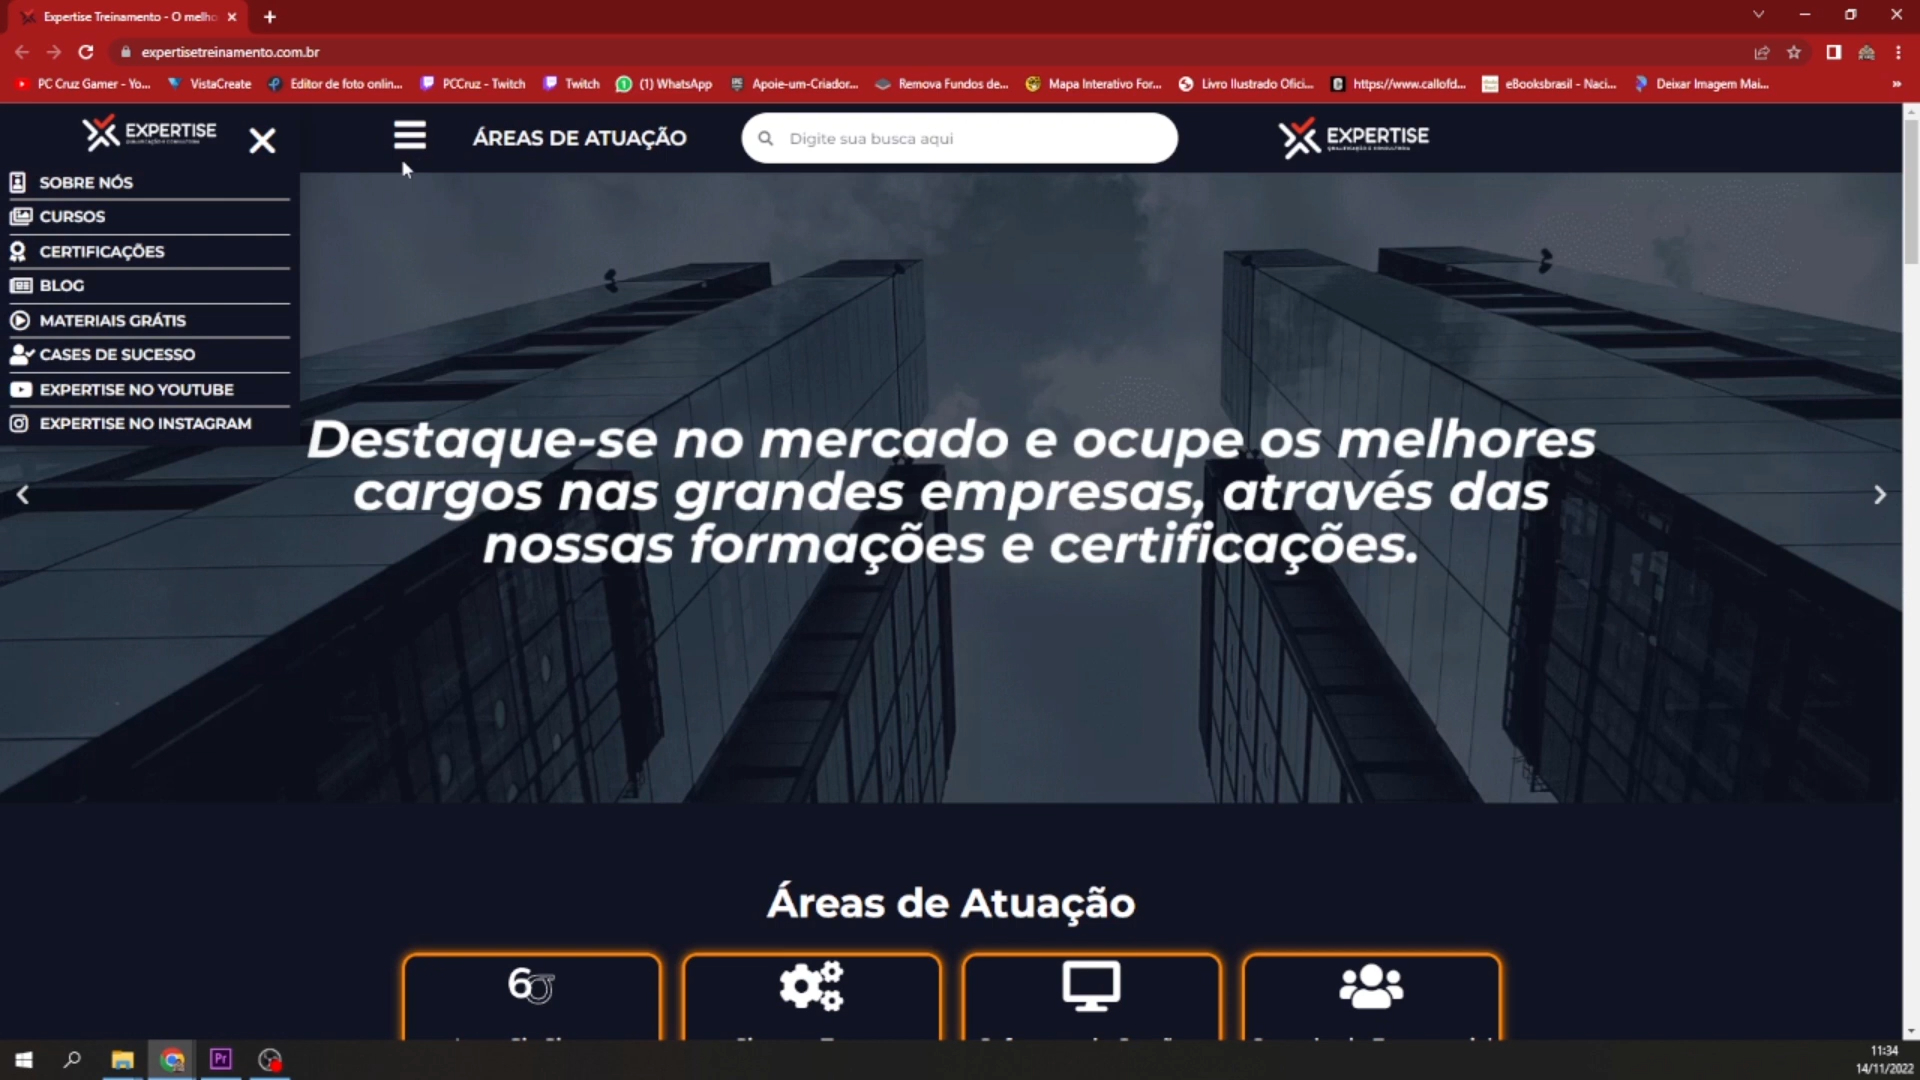 Expertise Treinamento - O melho
expertisetreinamento.com.br
PC Cruz Gamer - Yo...
VistaCreate
Editor de foto onlin...
PCCruz - Twitch
Twitch
(1) WhatsApp
Apoie-um-Criador...
Remova Fundos de...
Mapa Interativo For...
Livro Ilustrado Ofici...
https://www.callofd...
eBooksbrasil - Naci...
Deixar Imagem Mai...
EXPERTISE
ÁREAS DE ATUAÇÃO
Digite sua busca aqui
EXPERTISE
SOBRE NÓS
CURSOS
CERTIFICAÇÕES
BLOG
MATERIAIS GRÁTIS
CASES DE SUCESSO
EXPERTISE NO YOUTUBE
EXPERTISE NO INSTAGRAM
Destaque-se no mercado e ocupe os melhores
cargos nas grandes empresas, através das
nossas formações e certificações.
Áreas de Atuação
6σ
Pr
11:34
14/11/2022